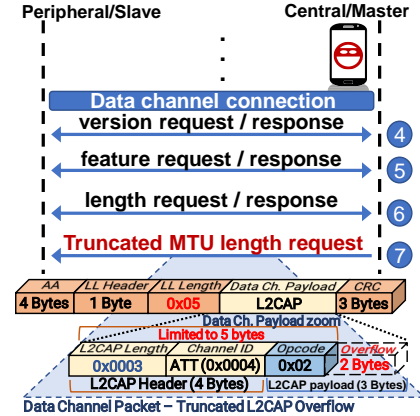 Peripheral/Slave Central/Master
Data channel connection
version request / response 4
feature request / response 5
length request / response 6
Truncated MTU length request 7
AA LL Header LL Length Data Ch. Payload CRC
4 Bytes 1 Byte 0x05 L2CAP 3 Bytes
Data Ch. Payload zoom
Limited to 5 bytes
L2CAP Length Channel ID Opcode Overflow
0x0003 ATT (0x0004) 0x02 2 Bytes
L2CAP Header (4 Bytes) L2CAP payload (3 Bytes)
Data Channel Packet – Truncated L2CAP Overflow